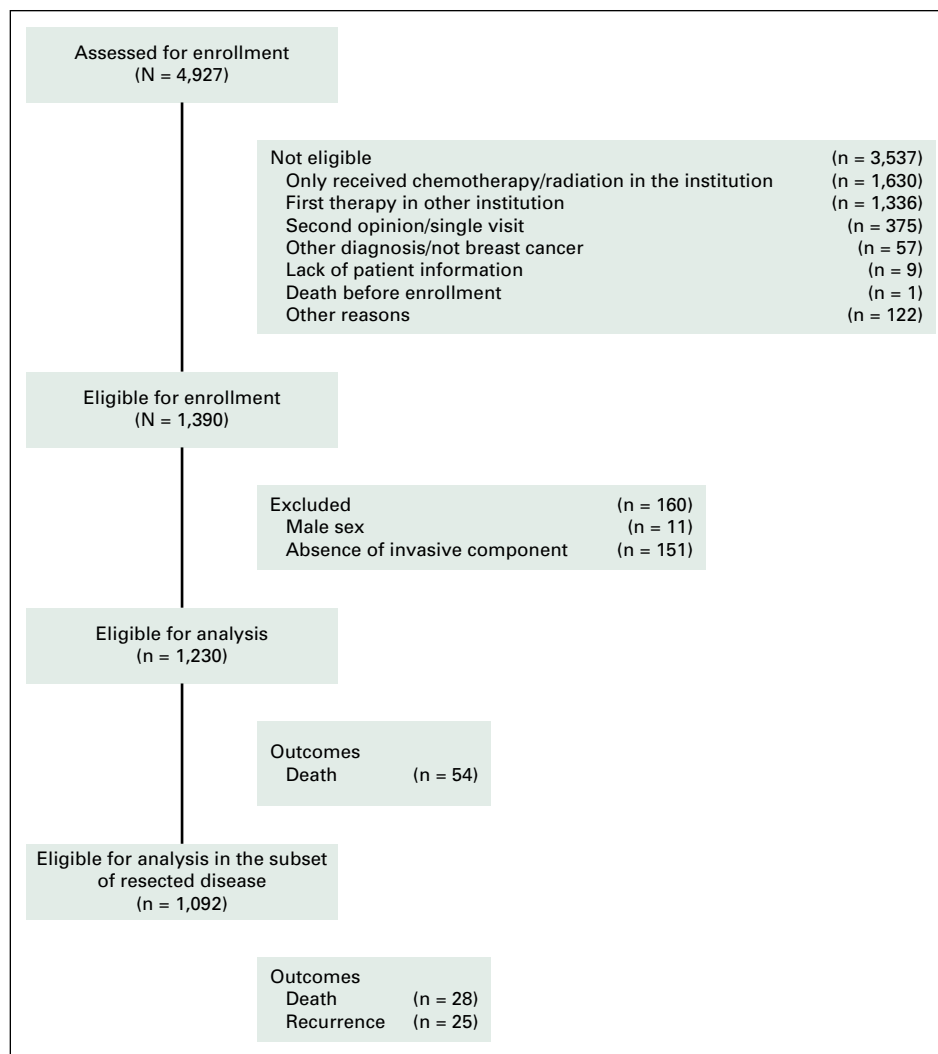 Assessed for enrollment
(N = 4,927)
Not eligible (n = 3,537)
Only received chemotherapy/radiation in the institution (n = 1,630)
First therapy in other institution (n = 1,336)
Second opinion/single visit (n = 375)
Other diagnosis/not breast cancer (n = 57)
Lack of patient information (n = 9)
Death before enrollment (n = 1)
Other reasons (n = 122)
Eligible for enrollment
(N = 1,390)
Excluded (n = 160)
Male sex (n = 11)
Absence of invasive component (n = 151)
Eligible for analysis
(n = 1,230)
Outcomes
Death (n = 54)
Eligible for analysis in the subset
of resected disease
(n = 1,092)
Outcomes
Death (n = 28)
Recurrence (n = 25)